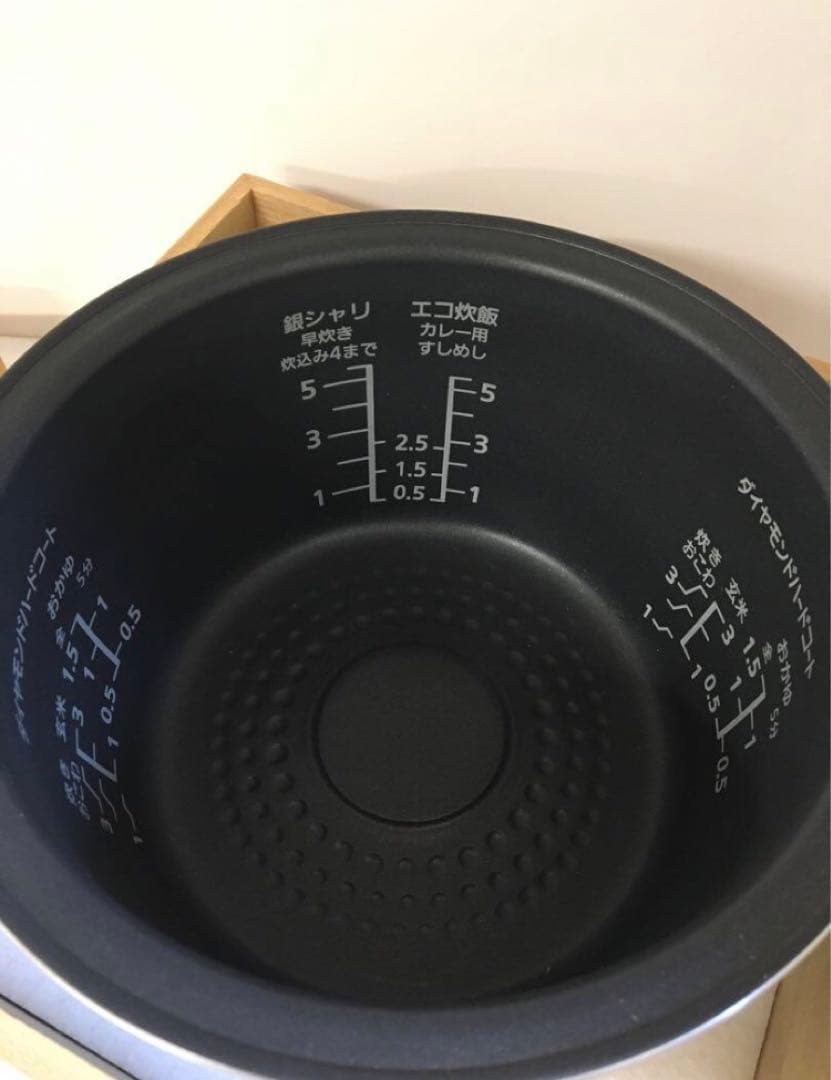 銀シャリ
早炊き
炊込み4まで
5
3
1
2.5
1.5
0.5
エコ炊飯
カレー用
すしめし
5
3
1
ダイヤモンドハードコート
おかゆ
5分
全
1
0.5
1.5
1
0.5
玄米
3
1
炊き
おこわ
3
1
ダイヤモンドハードコート
炊き
おこわ
3
1
玄米
3
1
おかゆ
全
1.5
1
0.5
5分
1
0.5